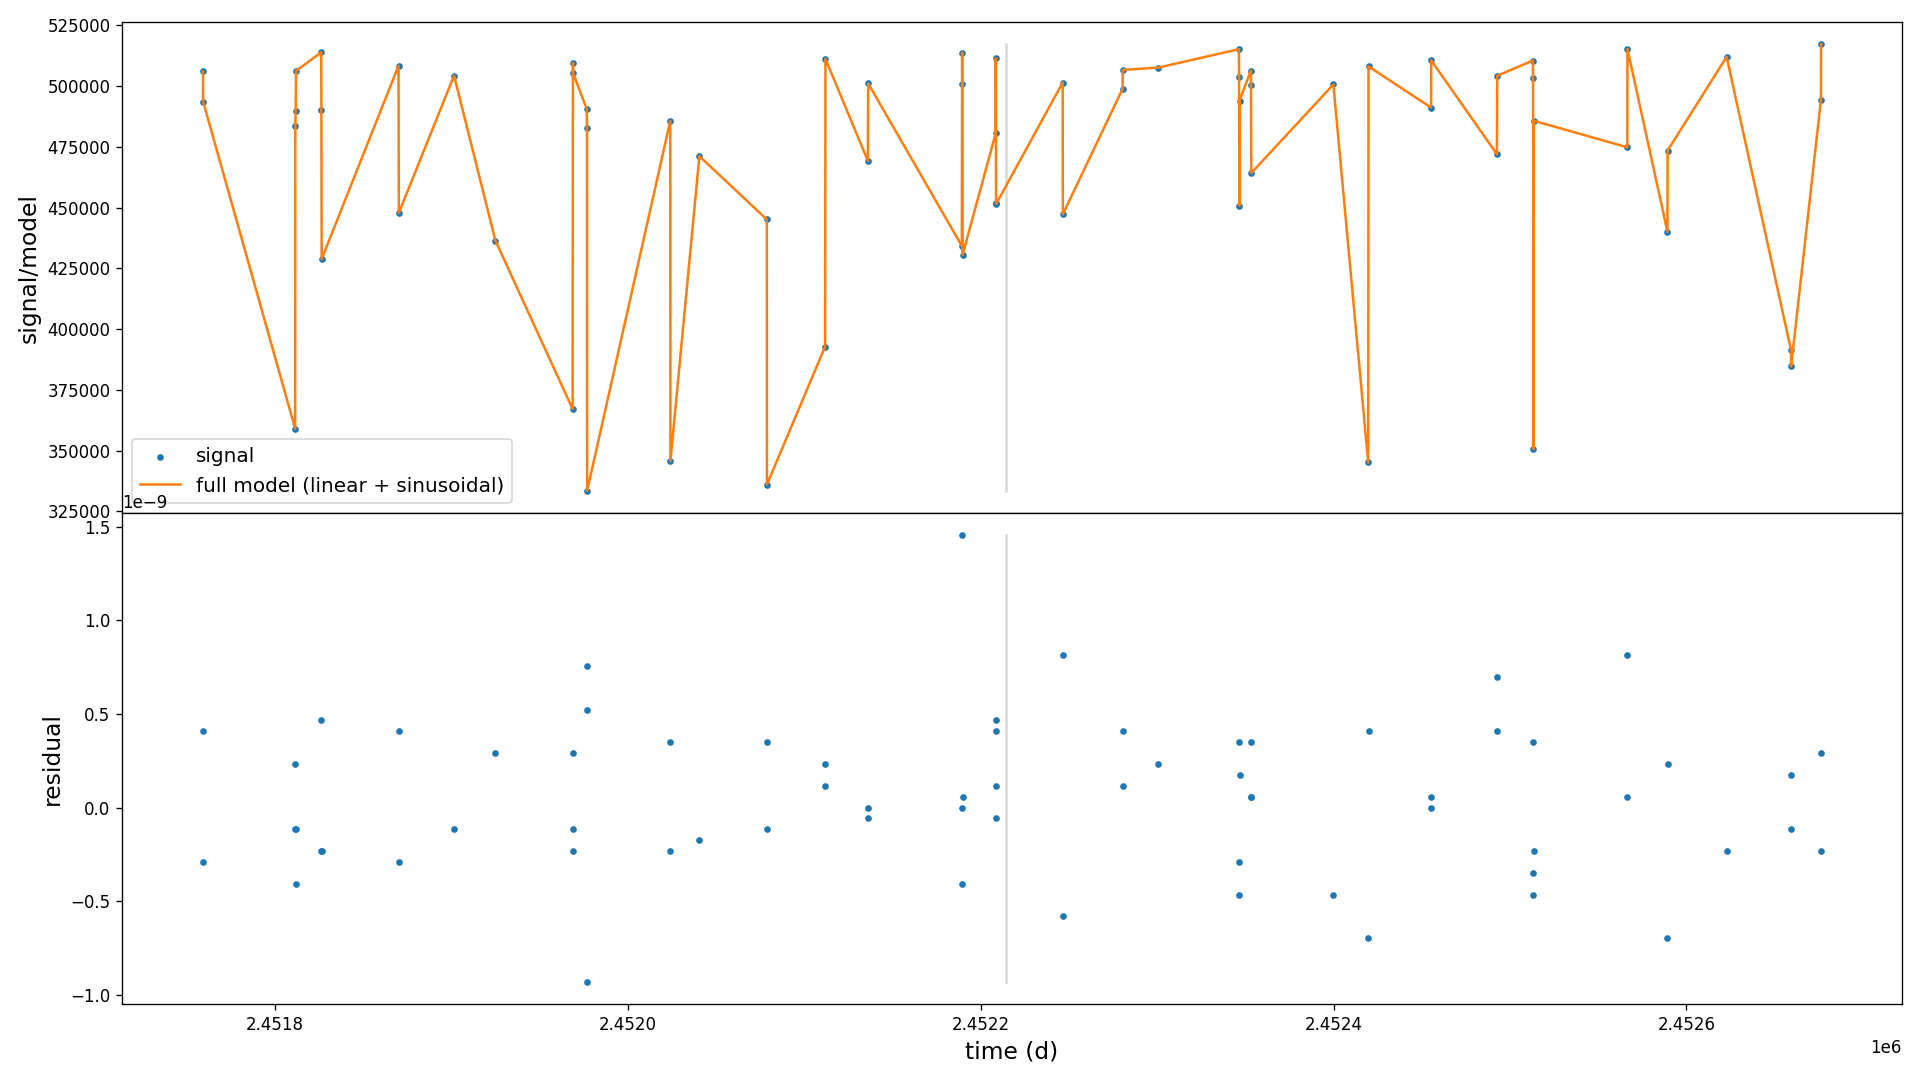 525000
500000
475000
450000
425000
400000
375000
350000
325000
signal/model
signal
full model (linear + sinusoidal)
1e−9
1.5
1.0
0.5
0.0
−0.5
−1.0
residual
2.4518 2.4520 2.4522 2.4524 2.4526
time (d)
1e6